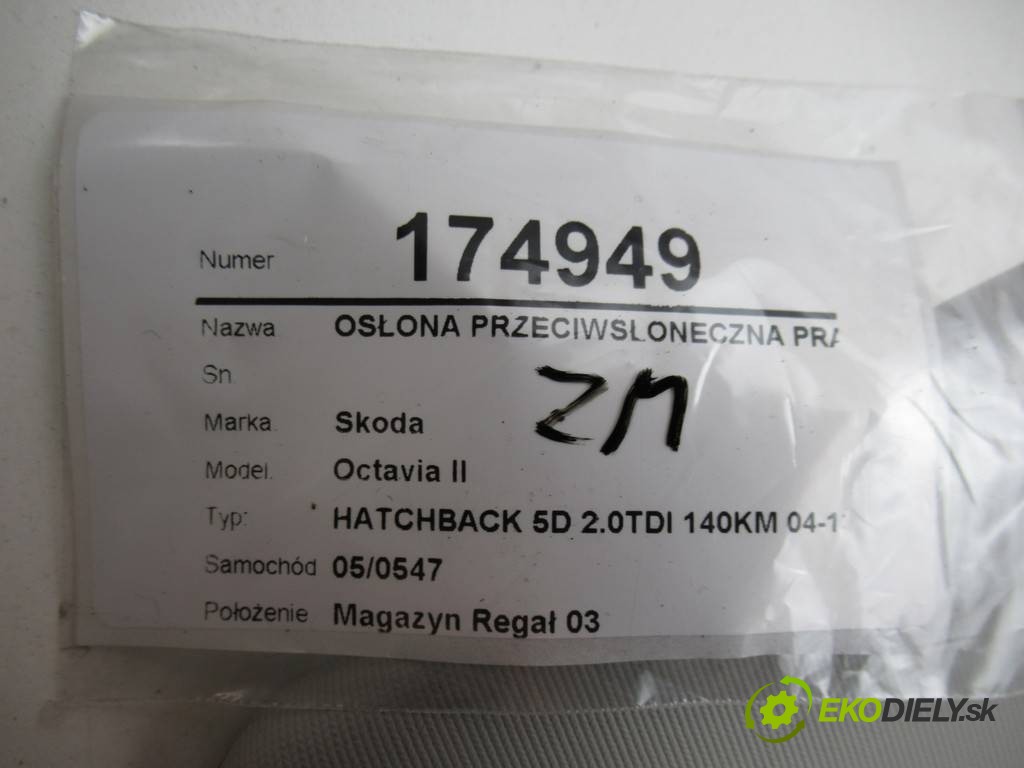 Numer 174949
Nazwa OSŁONA PRZECIWSŁONECZNA PRA
Sn.
ZM
Marka Skoda
Model. Octavia II
Typ: HATCHBACK 5D 2.0TDI 140KM 04-1
Samochód 05/0547
Położenie Magazyn Regał 03
EKODIELY.sk